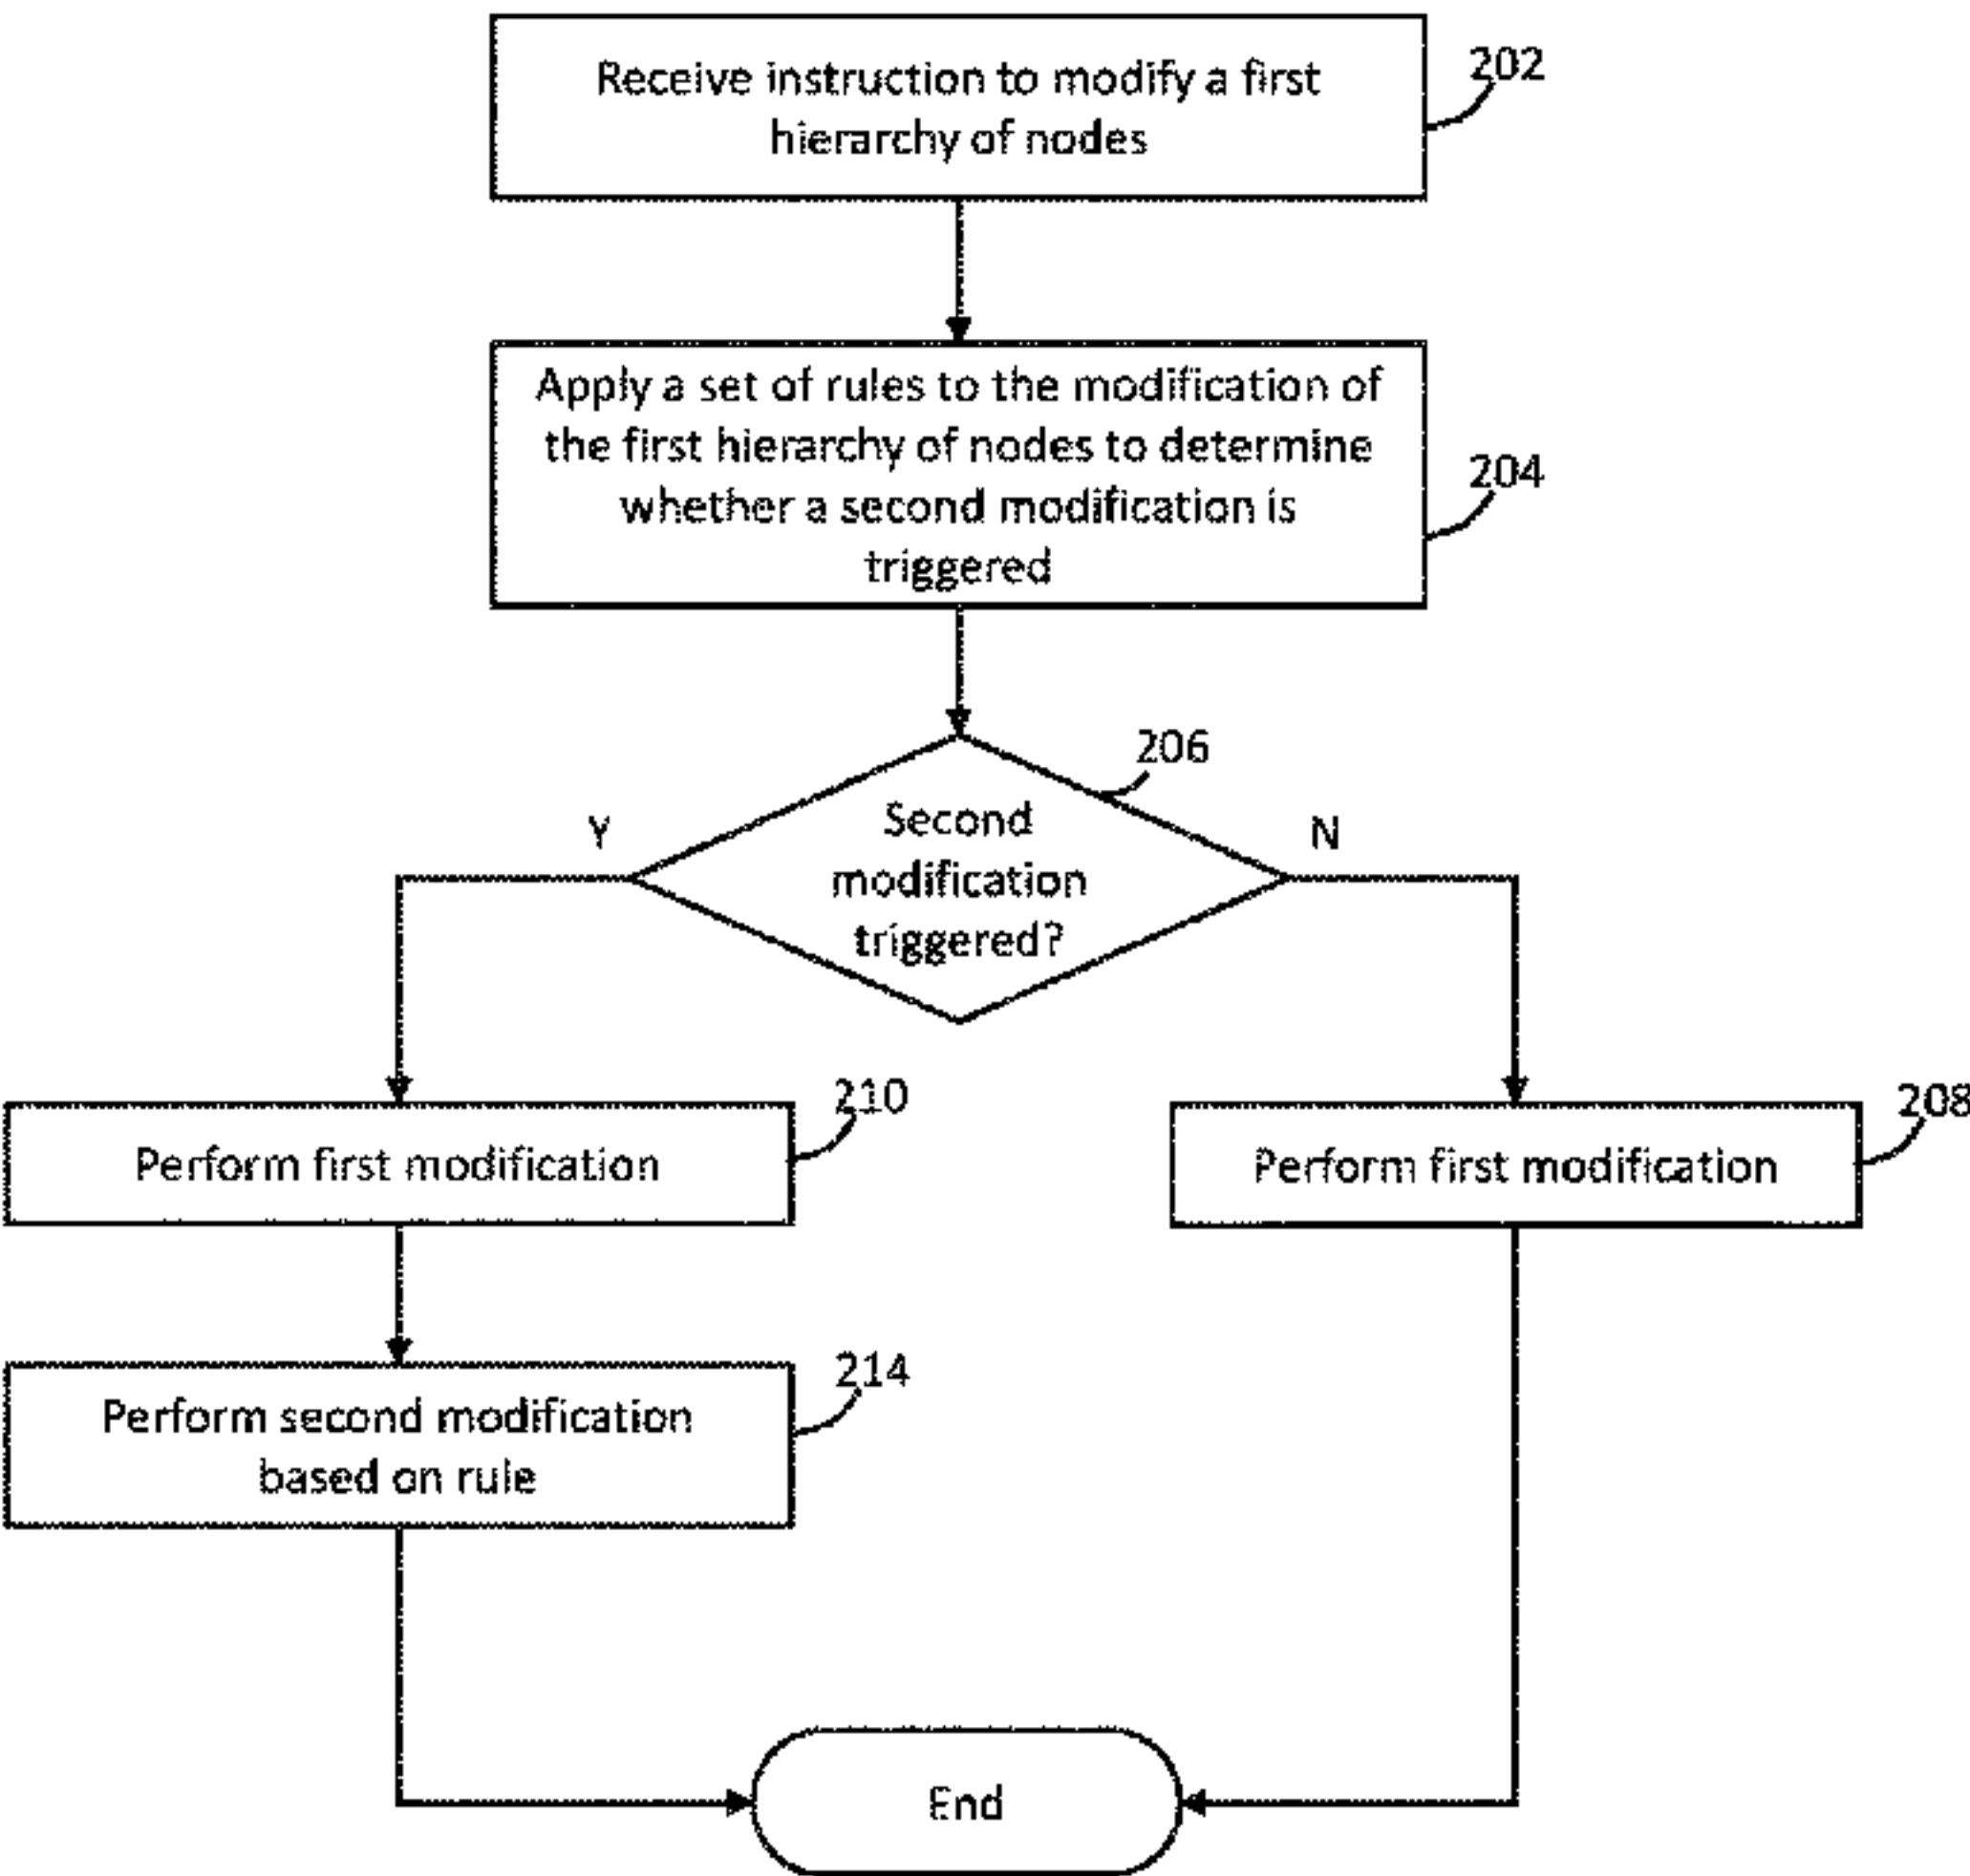 Receive instruction to modify a first
hierarchy of nodes
202
Apply a set of rules to the modification of
the first hierarchy of nodes to determine
whether a second modification is
triggered
204
206
Second
modification
triggered?
Y
N
210
Perform first modification
208
Perform first modification
214
Perform second modification
based on rule
End